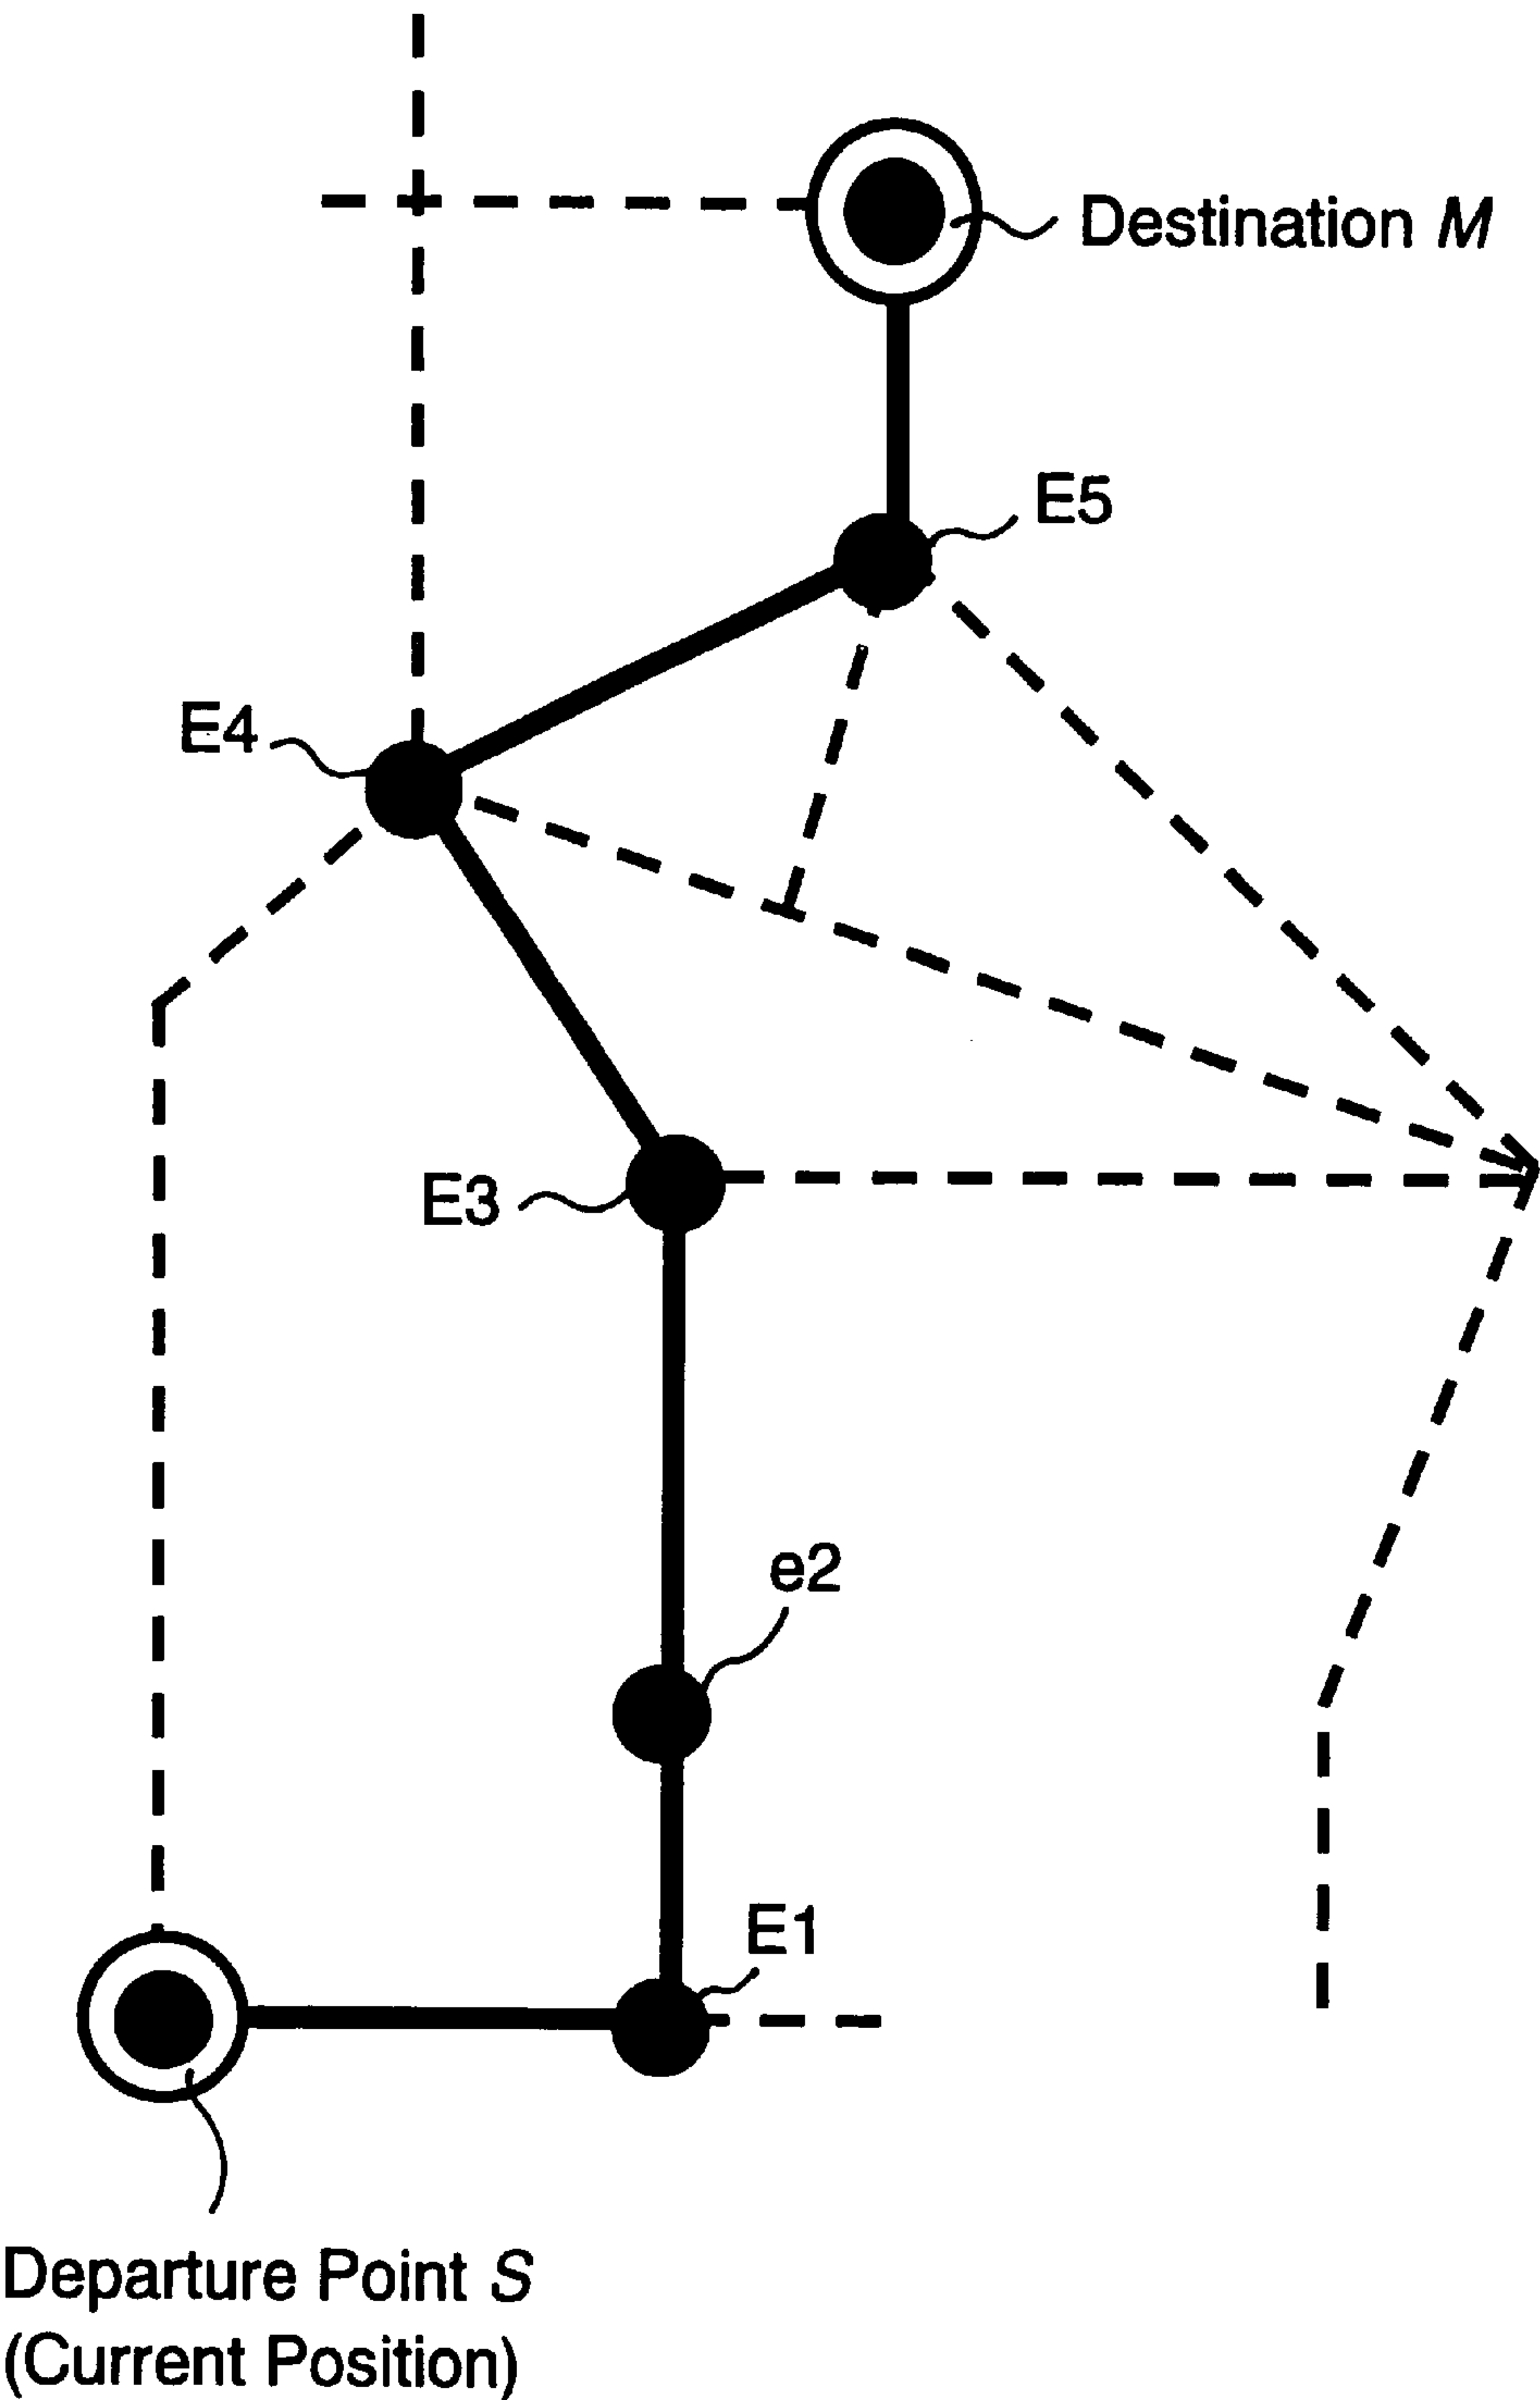 Destination M
E5
E4
E3
e2
E1
Departure Point S
(Current Position)